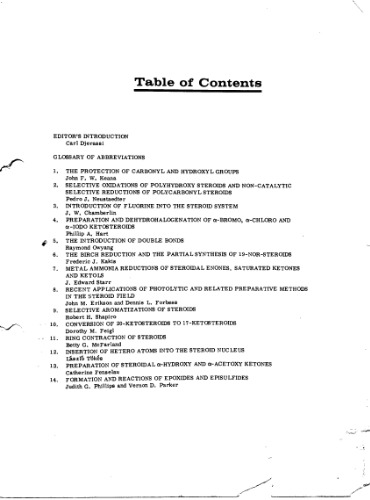 Table of Contents
EDITOR'S INTRODUCTION
Carl Djerassi
GLOSSARY OF ABBREVIATIONS
1. THE PROTECTION OF CARBONYL AND HYDROXYL GROUPS
John F. W. Keana
2. SELECTIVE OXIDATIONS OF POLYHYDROXY STEROIDS AND NON-CATALYTIC
SELECTIVE REDUCTIONS OF POLYCARBONYL STEROIDS
Pedro J. Neustaedter
3. INTRODUCTION OF FLUORINE INTO THE STEROID SYSTEM
J. W. Chamberlin
4. PREPARATION AND DEHYDROHALOGENATION OF α-BROMO, α-CHLORO AND
α-IODO KETOSTEROIDS
Phillip A. Hart
5. THE INTRODUCTION OF DOUBLE BONDS
Raymond Owyang
6. THE BIRCH REDUCTION AND THE PARTIAL SYNTHESIS OF 19-NOR-STEROIDS
Frederic J. Kakis
7. METAL AMMONIA REDUCTIONS OF STEROIDAL ENONES, SATURATED KETONES
AND KETOLS
J. Edward Starr
8. RECENT APPLICATIONS OF PHOTOLYTIC AND RELATED PREPARATIVE METHODS
IN THE STEROID FIELD
John M. Erikson and Dennis L. Forbess
9. SELECTIVE AROMATIZATIONS OF STEROIDS
Robert H. Shapiro
10. CONVERSION OF 20-KETOSTEROIDS TO 17-KETOSTEROIDS
Dorothy M. Feigl
11. RING CONTRACTION OF STEROIDS
Betty G. McFarland
12. INSERTION OF HETERO ATOMS INTO THE STEROID NUCLEUS
László Tökés
13. PREPARATION OF STEROIDAL α-HYDROXY AND α-ACETOXY KETONES
Catherine Fenselau
14. FORMATION AND REACTIONS OF EPOXIDES AND EPISULFIDES
Judith G. Phillips and Vernon D. Parker